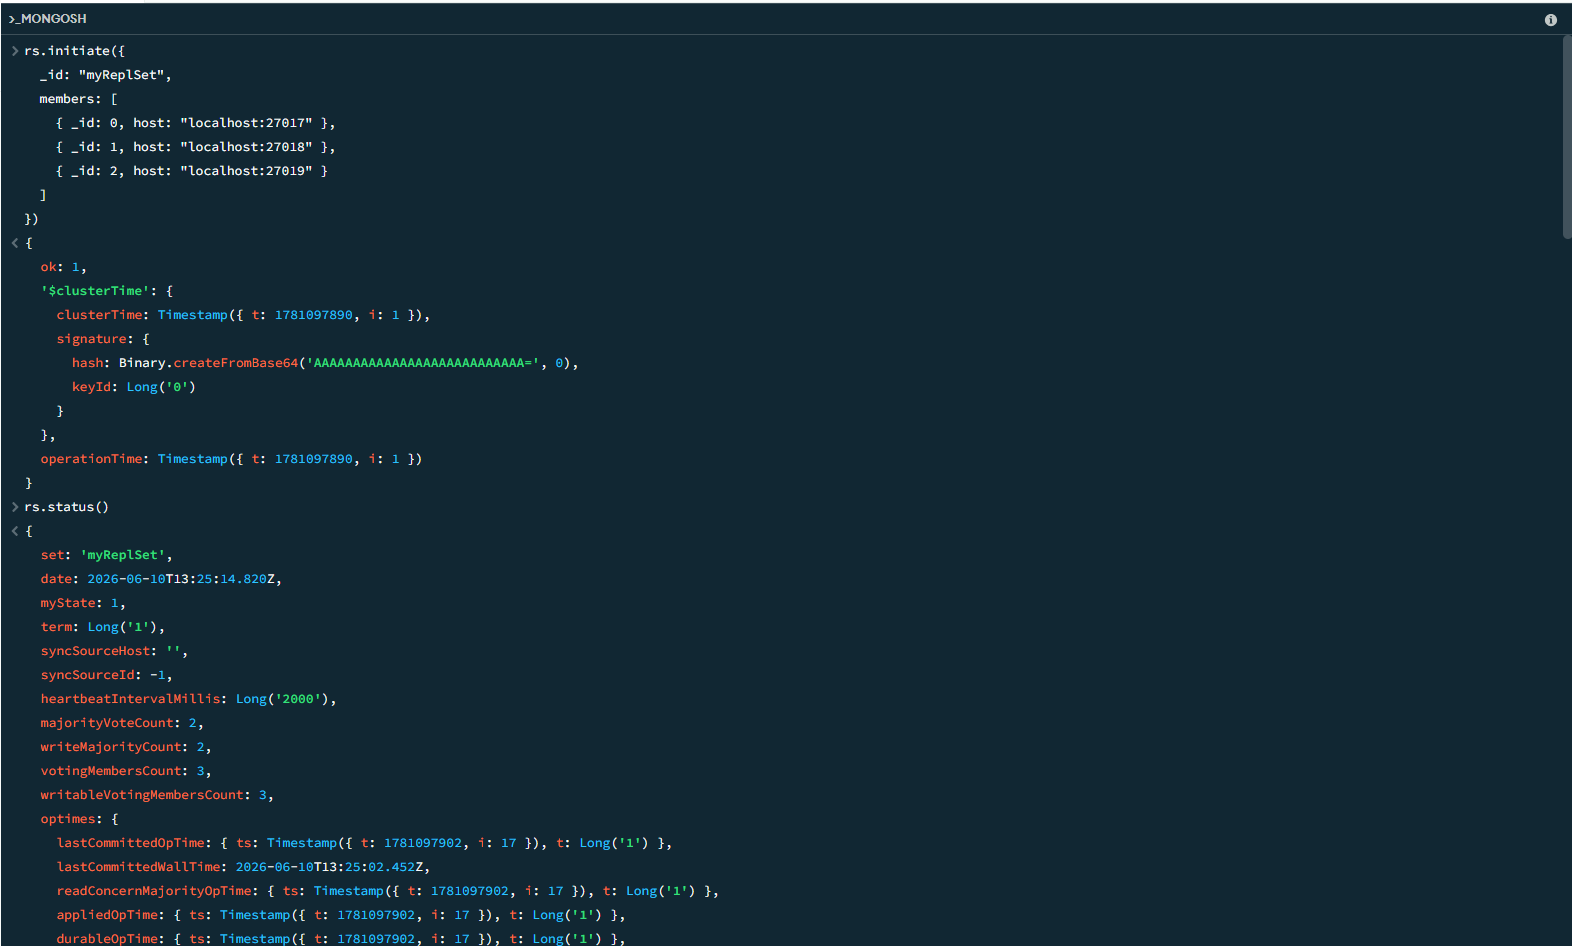 >_MONGOSH
> rs.initiate({
_id: "myReplSet",
members: [
{ _id: 0, host: "localhost:27017" },
{ _id: 1, host: "localhost:27018" },
{ _id: 2, host: "localhost:27019" }
]
})
< {
ok: 1,
'$clusterTime': {
clusterTime: Timestamp({ t: 1781097890, i: 1 }),
signature: {
hash: Binary.createFromBase64('AAAAAAAAAAAAAAAAAAAAAAAAAAA=', 0),
keyId: Long('0')
}
},
operationTime: Timestamp({ t: 1781097890, i: 1 })
}
> rs.status()
< {
set: 'myReplSet',
date: 2026-06-10T13:25:14.820Z,
myState: 1,
term: Long('1'),
syncSourceHost: '',
syncSourceId: -1,
heartbeatIntervalMillis: Long('2000'),
majorityVoteCount: 2,
writeMajorityCount: 2,
votingMembersCount: 3,
writableVotingMembersCount: 3,
optimes: {
lastCommittedOpTime: { ts: Timestamp({ t: 1781097902, i: 17 }), t: Long('1') },
lastCommittedWallTime: 2026-06-10T13:25:02.452Z,
readConcernMajorityOpTime: { ts: Timestamp({ t: 1781097902, i: 17 }), t: Long('1') },
appliedOpTime: { ts: Timestamp({ t: 1781097902, i: 17 }), t: Long('1') },
durableOpTime: { ts: Timestamp({ t: 1781097902, i: 17 }), t: Long('1') },